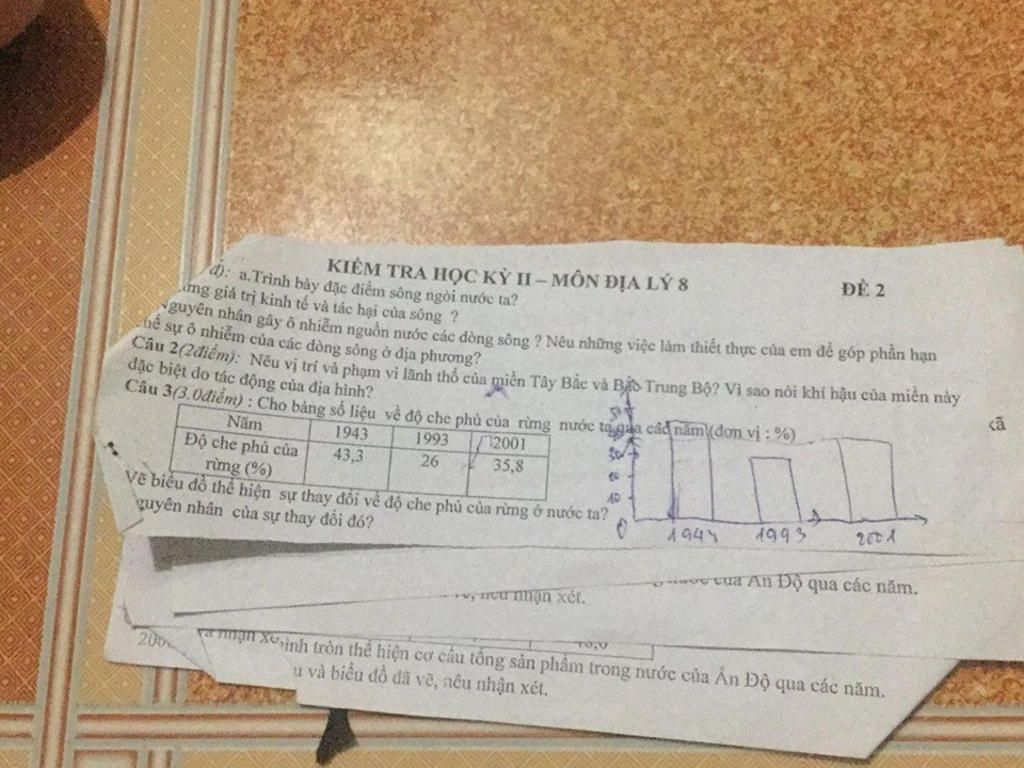 KIỂM TRA HỌC KỲ II – MÔN ĐỊA LÝ 8
ĐỀ 2
đ): a.Trình bày đặc điểm sông ngòi nước ta?
ững giá trị kinh tế và tác hại của sông ?
Nguyên nhân gây ô nhiễm nguồn nước các dòng sông ? Nêu những việc làm thiết thực của em để góp phần hạn
hế sự ô nhiễm của các dòng sông ở địa phương?
Câu 2(2điểm): Nêu vị trí và phạm vi lãnh thổ của miền Tây Bắc và Bắc Trung Bộ? Vì sao nói khí hậu của miền này
đặc biệt do tác động của địa hình?
Câu 3(3.0điểm) : Cho bảng số liệu về độ che phủ của rừng nước ta qua các năm (đơn vị : %)
Năm 1943 1993 2001
Độ che phủ của rừng (%) 43,3 26 35,8
Vẽ biểu đồ thể hiện sự thay đổi về độ che phủ của rừng ở nước ta?
guyên nhân của sự thay đổi đó?
50
30
10
0
1943 1993 2001
của Ấn Độ qua các năm.
nêu nhận xét.
hình tròn thể hiện cơ cấu tổng sản phẩm trong nước của Ấn Độ qua các năm.
u và biểu đồ đã vẽ, nêu nhận xét.